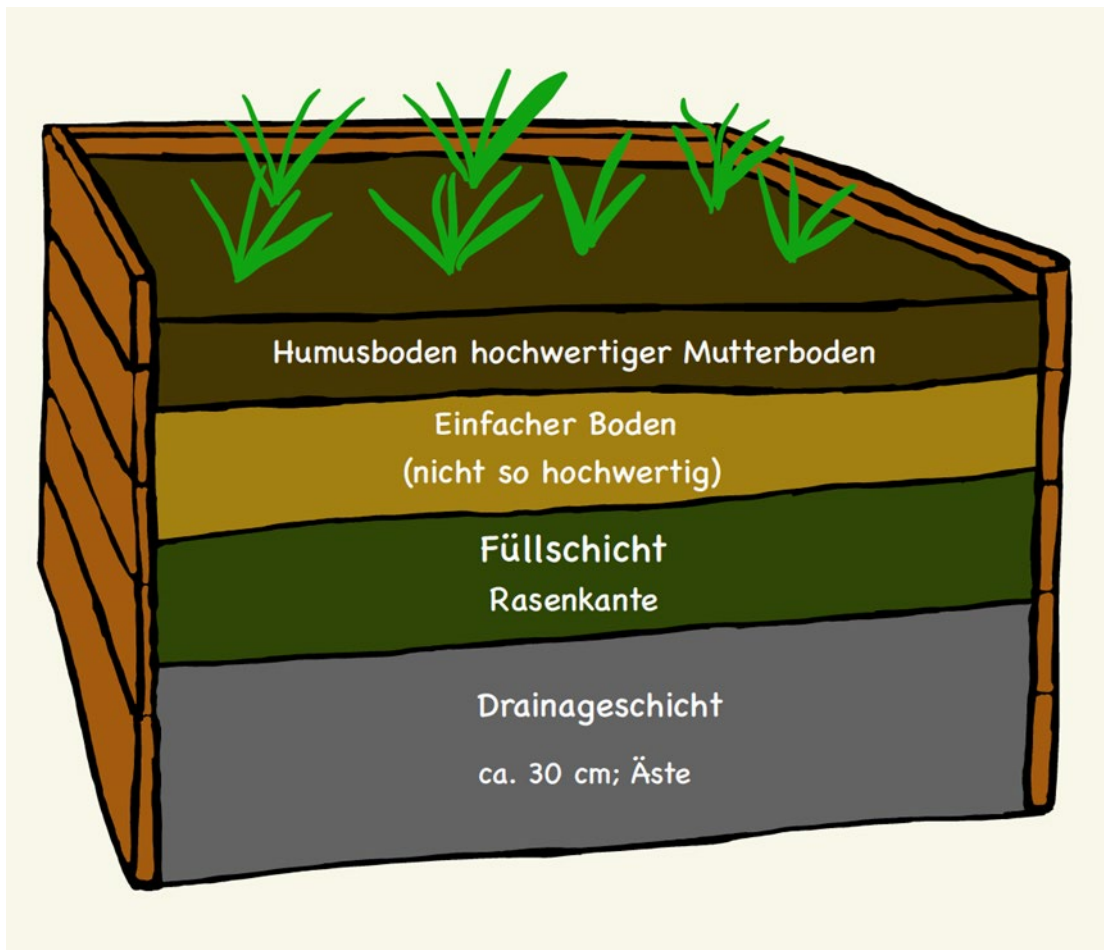 Humusboden hochwertiger Mutterboden
Einfacher Boden
(nicht so hochwertig)
Füllschicht
Rasenkante
Drainageschicht
ca. 30 cm; Äste